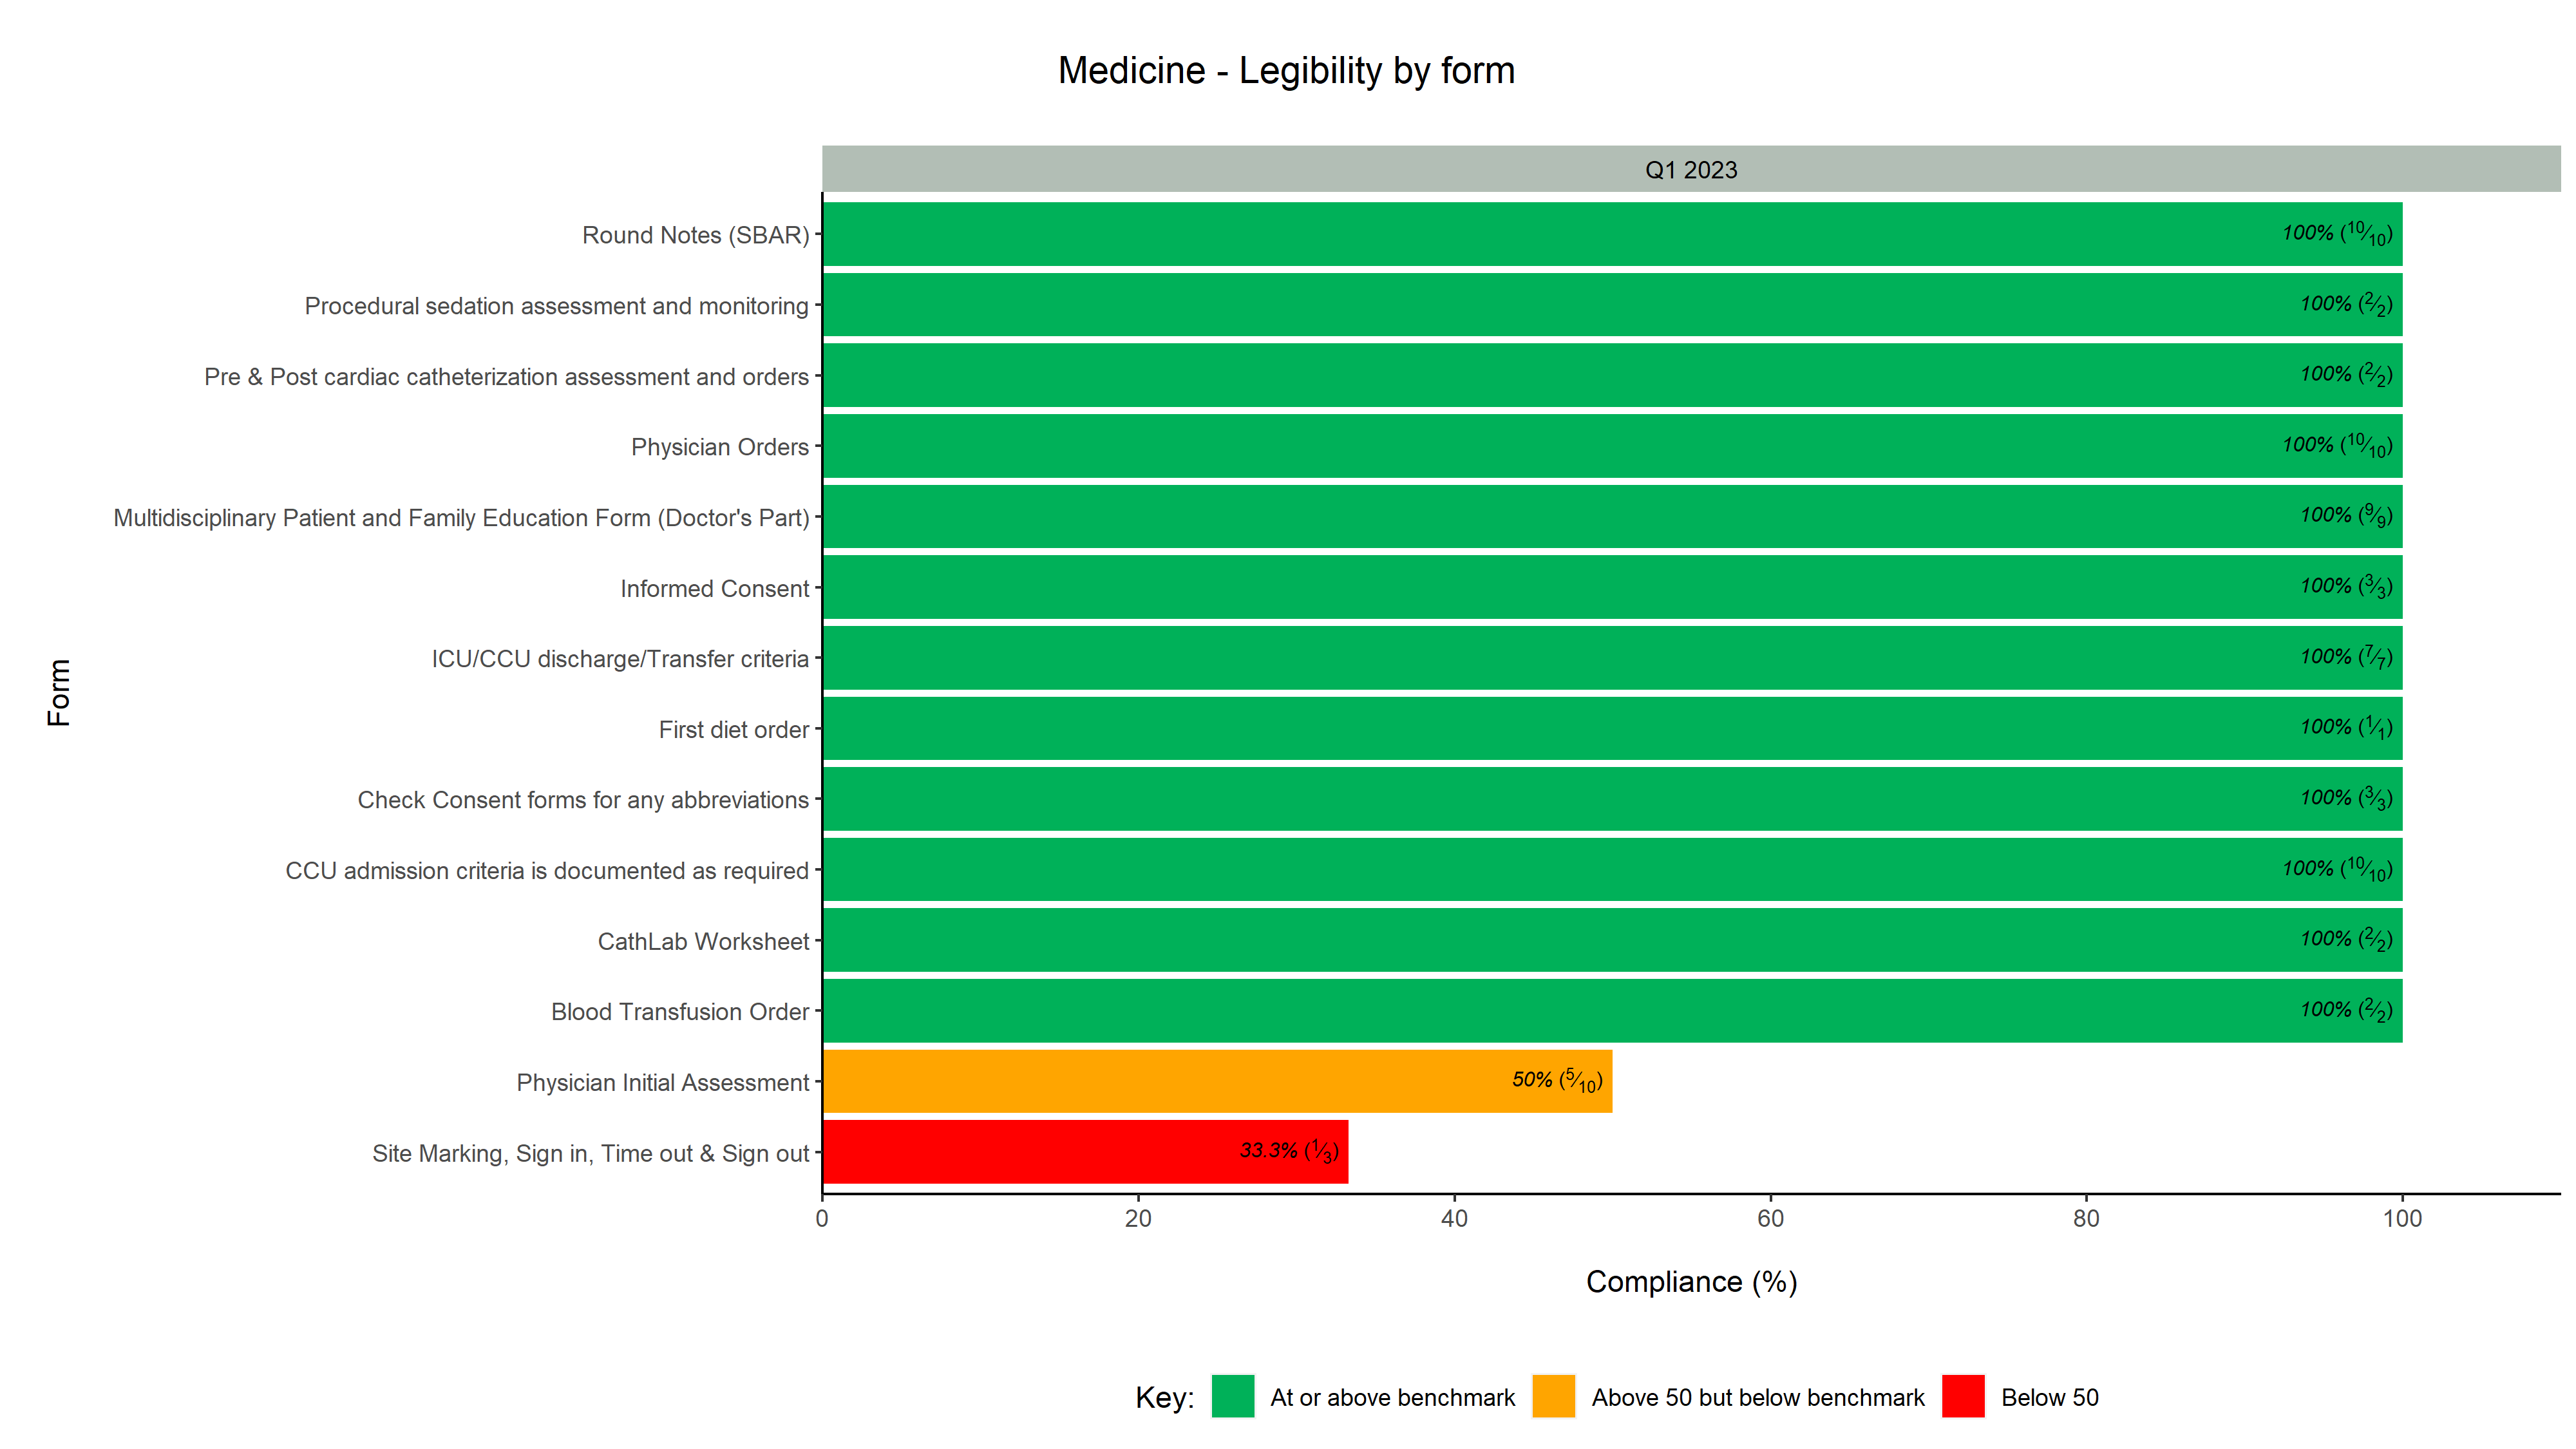 Medicine - Legibility by form
Q1 2023
Round Notes (SBAR) 100% (10⁄10)
Procedural sedation assessment and monitoring 100% (2⁄2)
Pre & Post cardiac catheterization assessment and orders 100% (2⁄2)
Physician Orders 100% (10⁄10)
Multidisciplinary Patient and Family Education Form (Doctor's Part) 100% (9⁄9)
Informed Consent 100% (3⁄3)
ICU/CCU discharge/Transfer criteria 100% (7⁄7)
First diet order 100% (1⁄1)
Check Consent forms for any abbreviations 100% (3⁄3)
CCU admission criteria is documented as required 100% (10⁄10)
CathLab Worksheet 100% (2⁄2)
Blood Transfusion Order 100% (2⁄2)
Physician Initial Assessment 50% (5⁄10)
Site Marking, Sign in, Time out & Sign out 33.3% (1⁄3)
Form
0 20 40 60 80 100
Compliance (%)
Key: At or above benchmark Above 50 but below benchmark Below 50